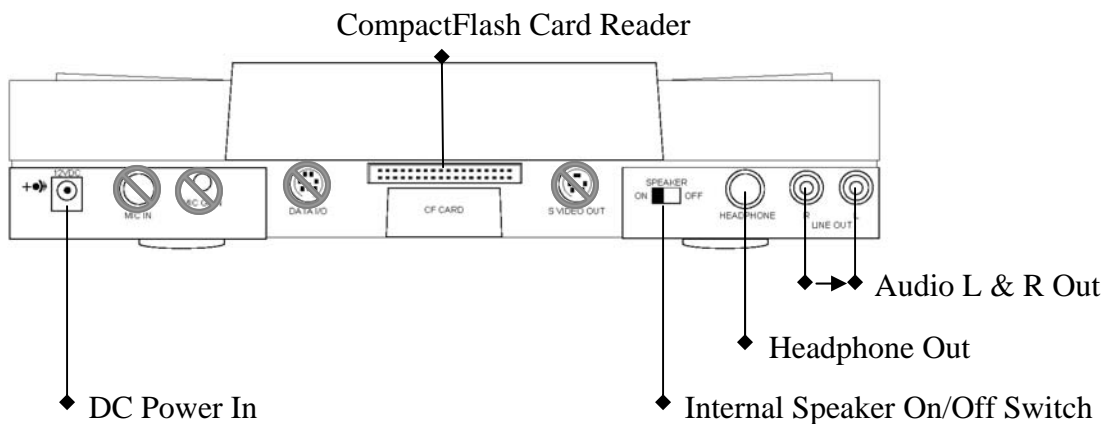 CompactFlash Card Reader
12VDC
MIC IN
DATA I/O
CF CARD
S VIDEO OUT
SPEAKER
ON OFF
HEADPHONE
R L
LINE OUT
Audio L & R Out
Headphone Out
DC Power In
Internal Speaker On/Off Switch